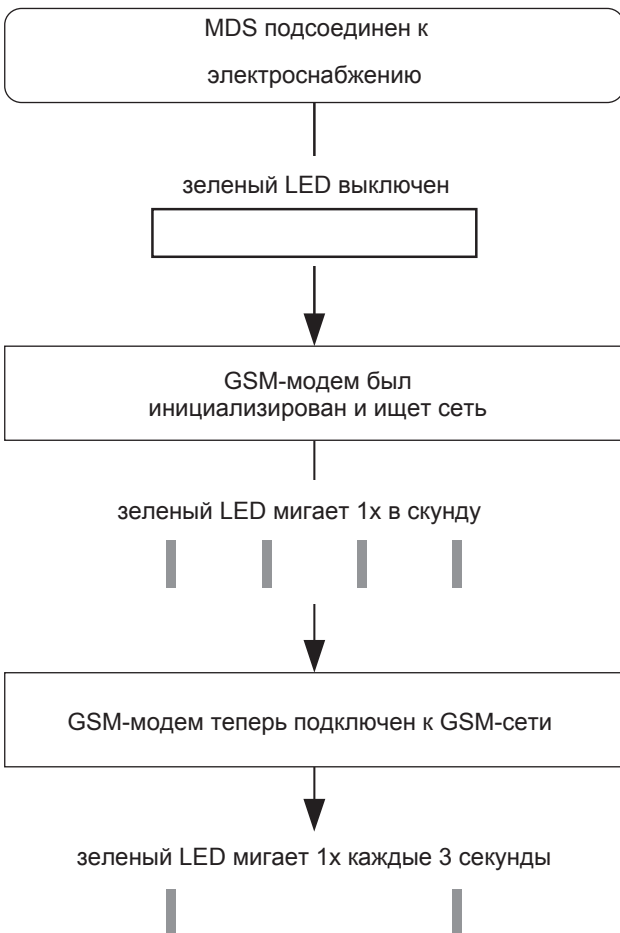 MDS подсоединен к
электроснабжению
зеленый LED выключен
GSM-модем был
инициализирован и ищет сеть
зеленый LED мигает 1x в скунду
GSM-модем теперь подключен к GSM-сети
зеленый LED мигает 1x каждые 3 секунды